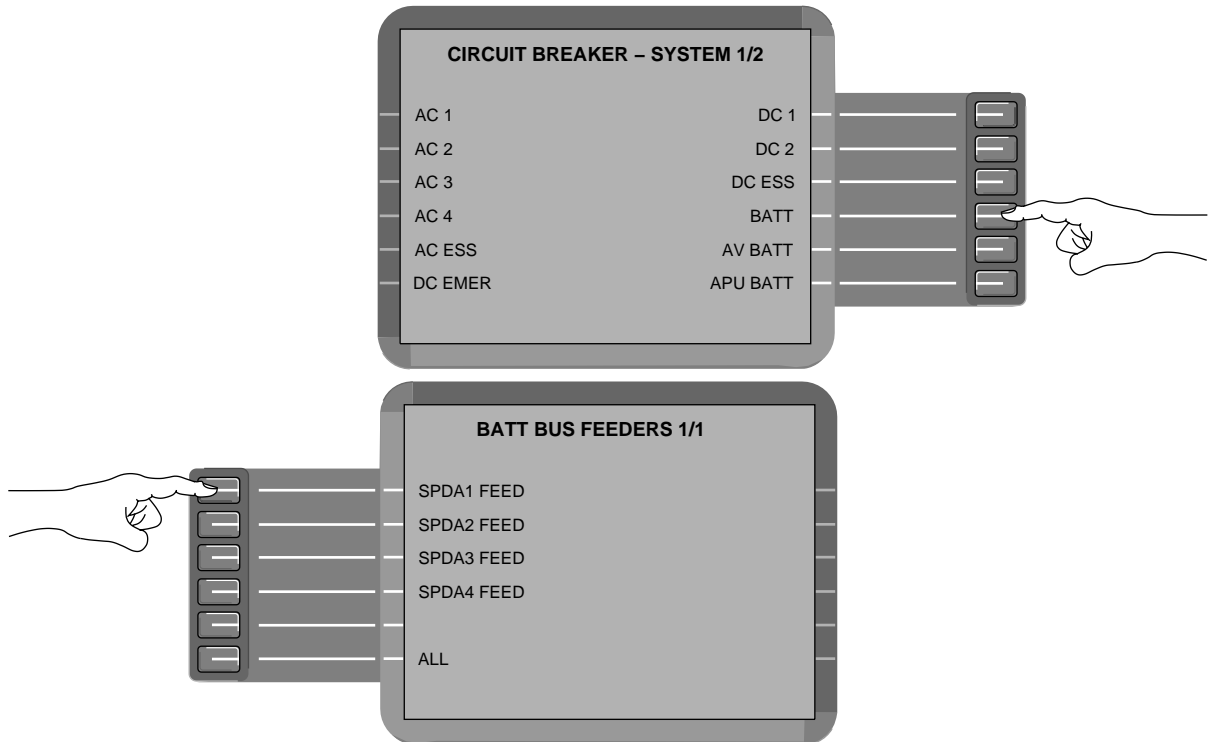 CIRCUIT BREAKER – SYSTEM 1/2
AC 1 DC 1
AC 2 DC 2
AC 3 DC ESS
AC 4 BATT
AC ESS AV BATT
DC EMER APU BATT
BATT BUS FEEDERS 1/1
SPDA1 FEED
SPDA2 FEED
SPDA3 FEED
SPDA4 FEED
ALL